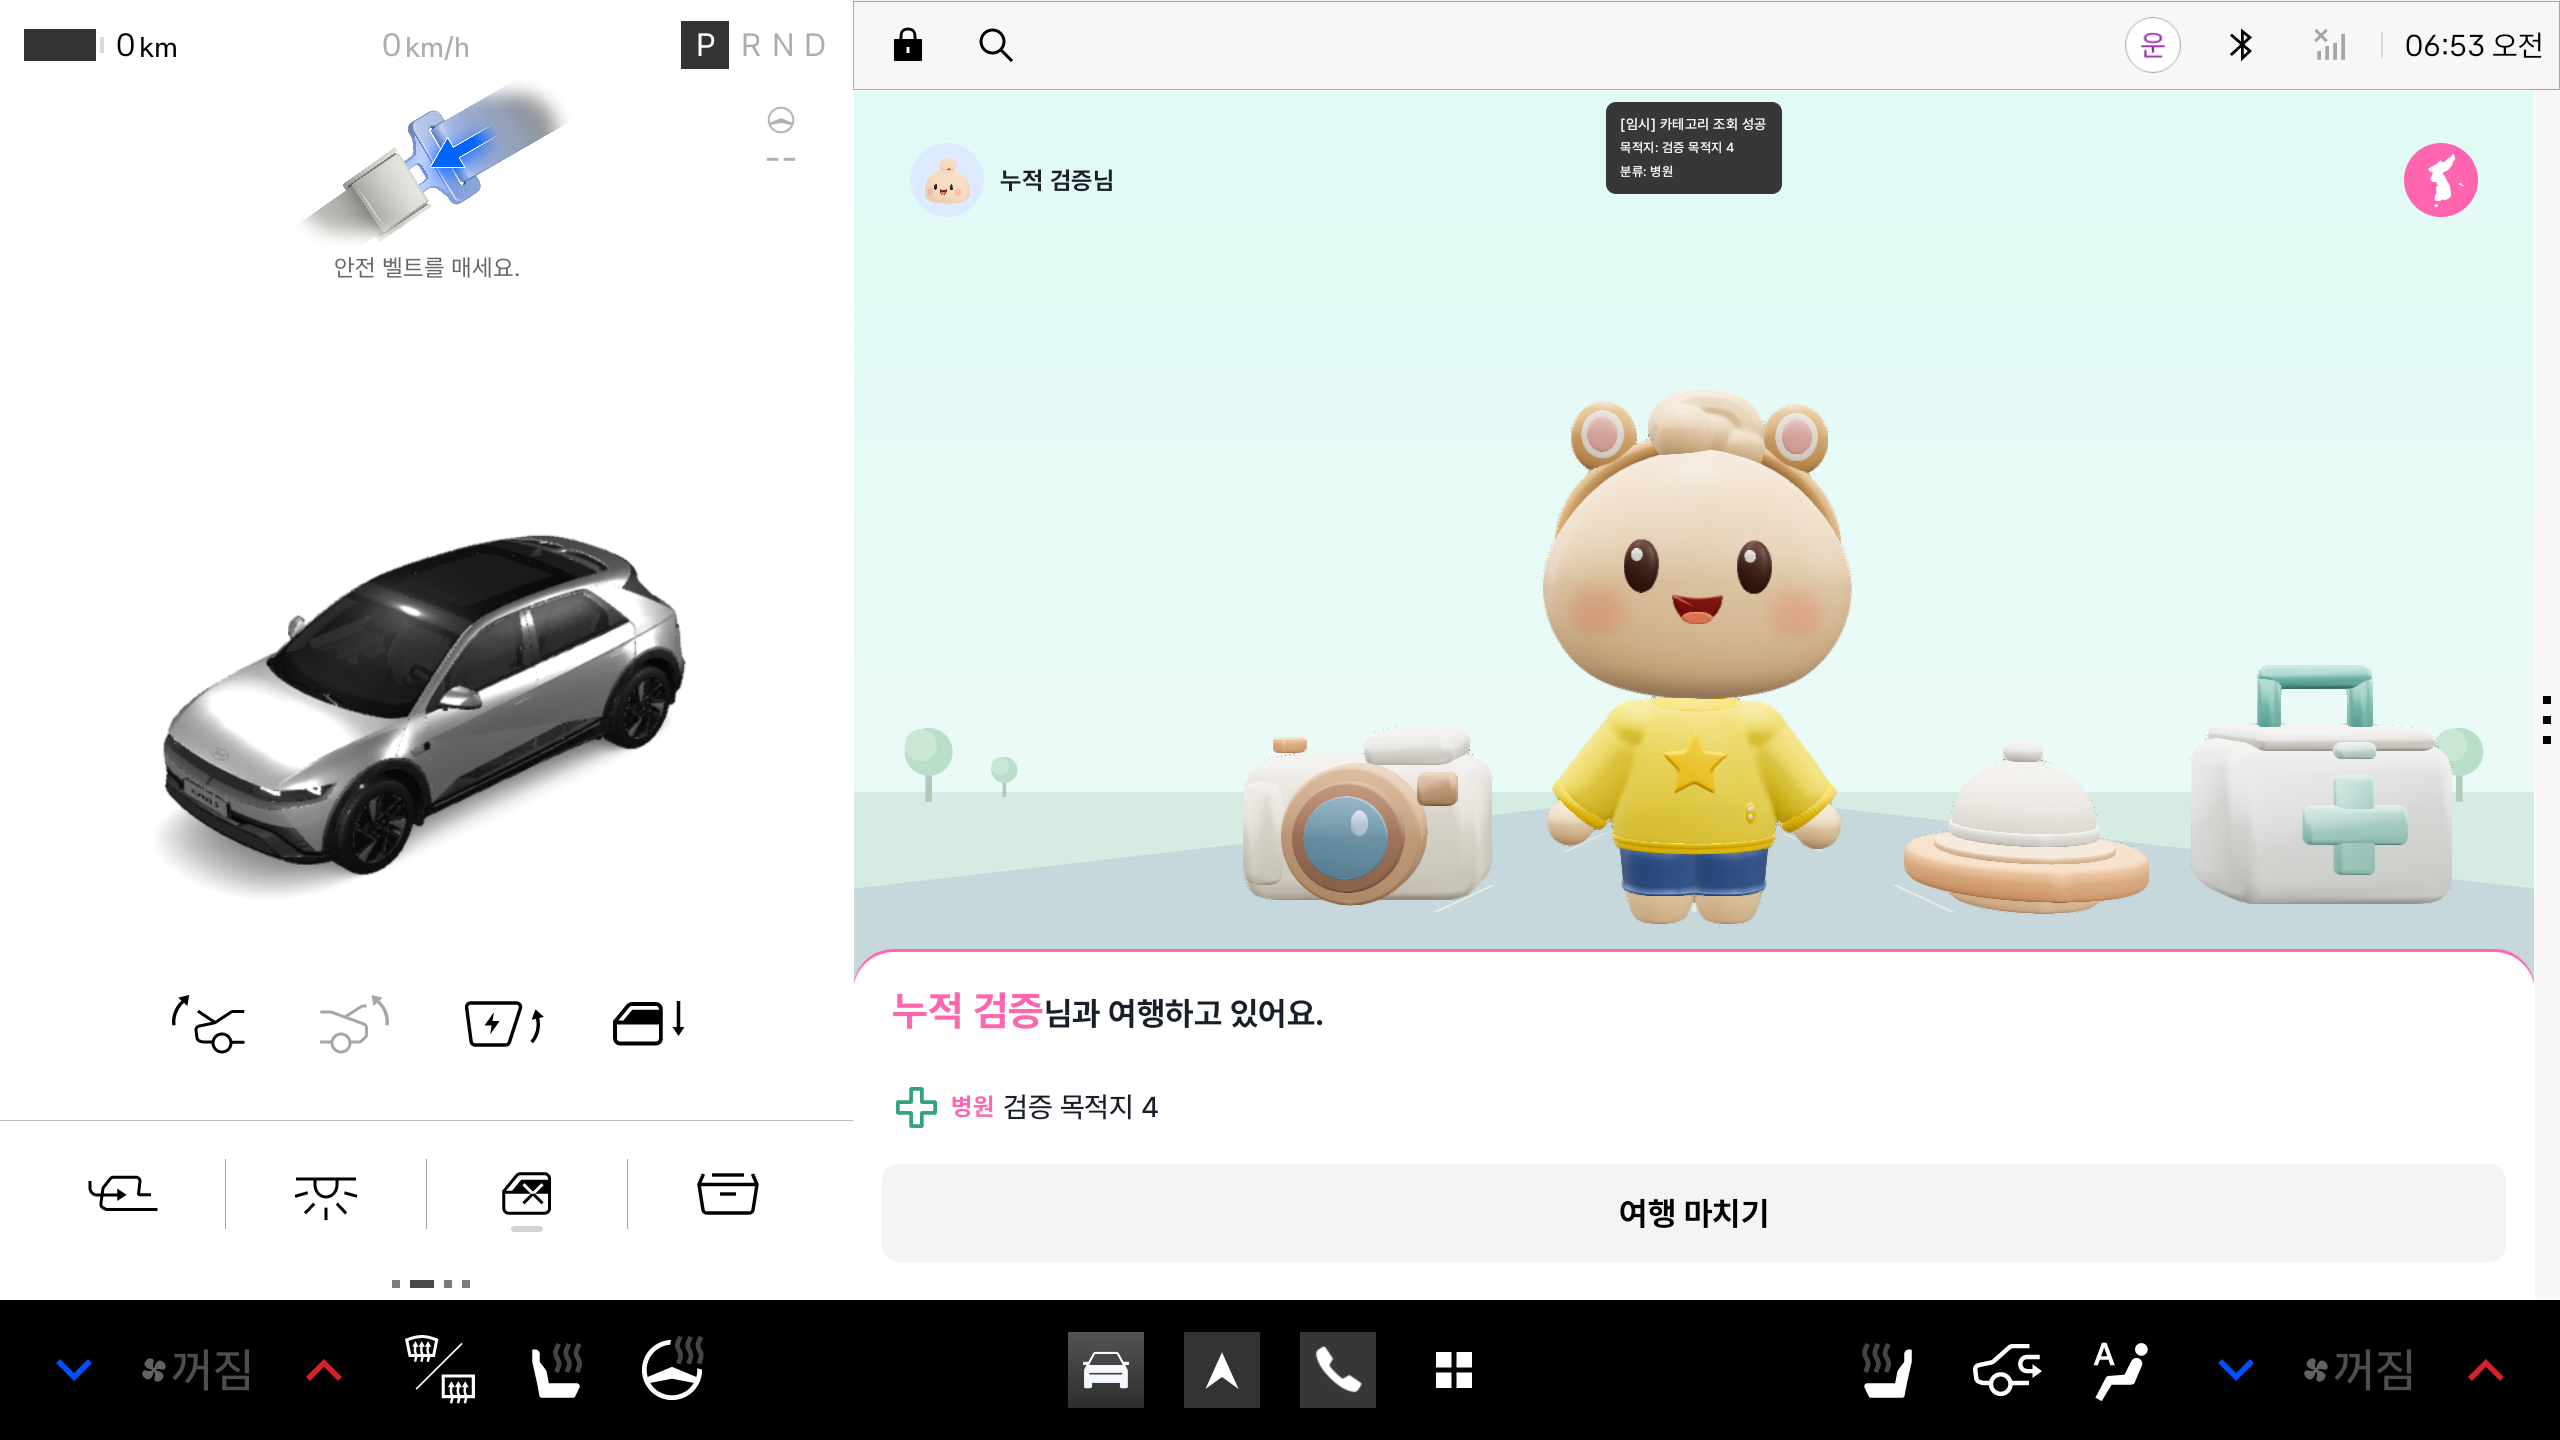 0 km
0 km/h
P R N D
운
06:53 오전
안전 벨트를 매세요.
누적 검증님
[임시] 카테고리 조회 성공
목적지: 검증 목적지 4
분류: 병원
누적 검증님과 여행하고 있어요.
병원 검증 목적지 4
여행 마치기
꺼짐
A
꺼짐